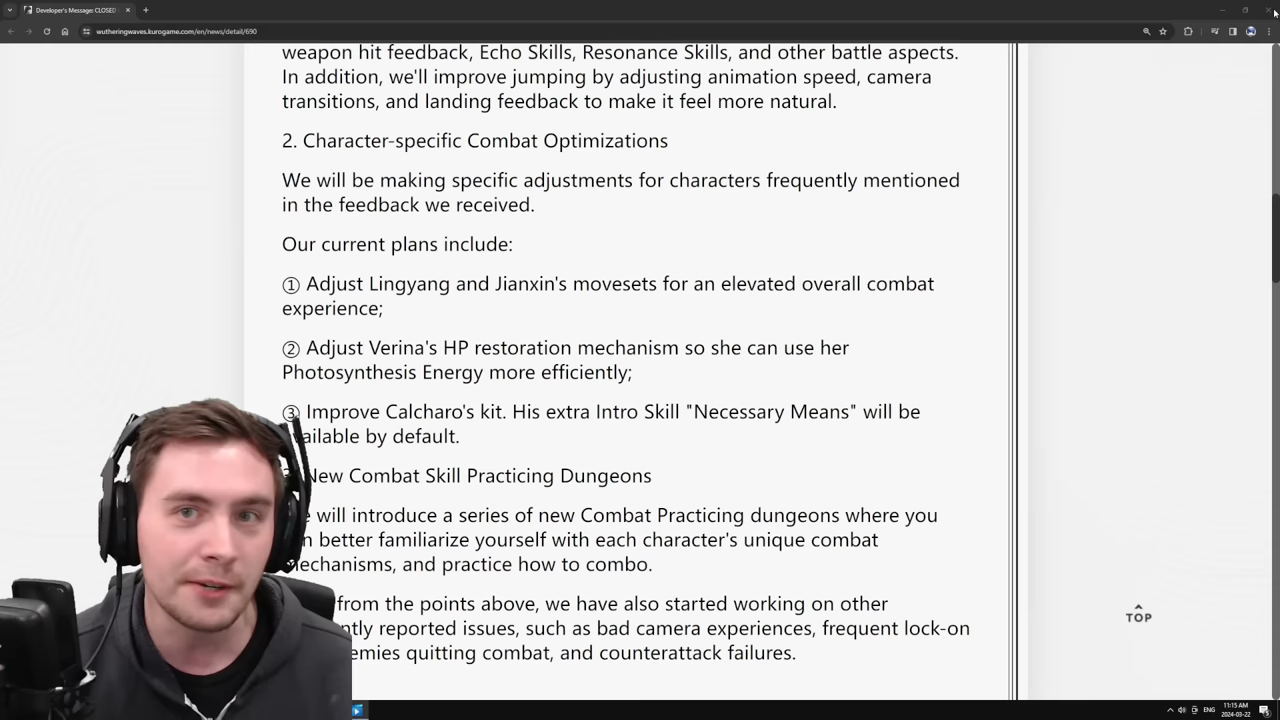 Developer's Message: CLOSED
wutheringwaves.kurogame.com/en/news/detail/690
weapon hit feedback, Echo Skills, Resonance Skills, and other battle aspects.
In addition, we'll improve jumping by adjusting animation speed, camera
transitions, and landing feedback to make it feel more natural.
2. Character-specific Combat Optimizations
We will be making specific adjustments for characters frequently mentioned
in the feedback we received.
Our current plans include:
① Adjust Lingyang and Jianxin's movesets for an elevated overall combat
experience;
② Adjust Verina's HP restoration mechanism so she can use her
Photosynthesis Energy more efficiently;
③ Improve Calcharo's kit. His extra Intro Skill "Necessary Means" will be
by default.
New Combat Skill Practicing Dungeons
will introduce a series of new Combat Practicing dungeons where you
better familiarize yourself with each character's unique combat
and practice how to combo.
from the points above, we have also started working on other
reported issues, such as bad camera experiences, frequent lock-on
quitting combat, and counterattack failures.
TOP
ENG
11:15 AM
2024-03-22